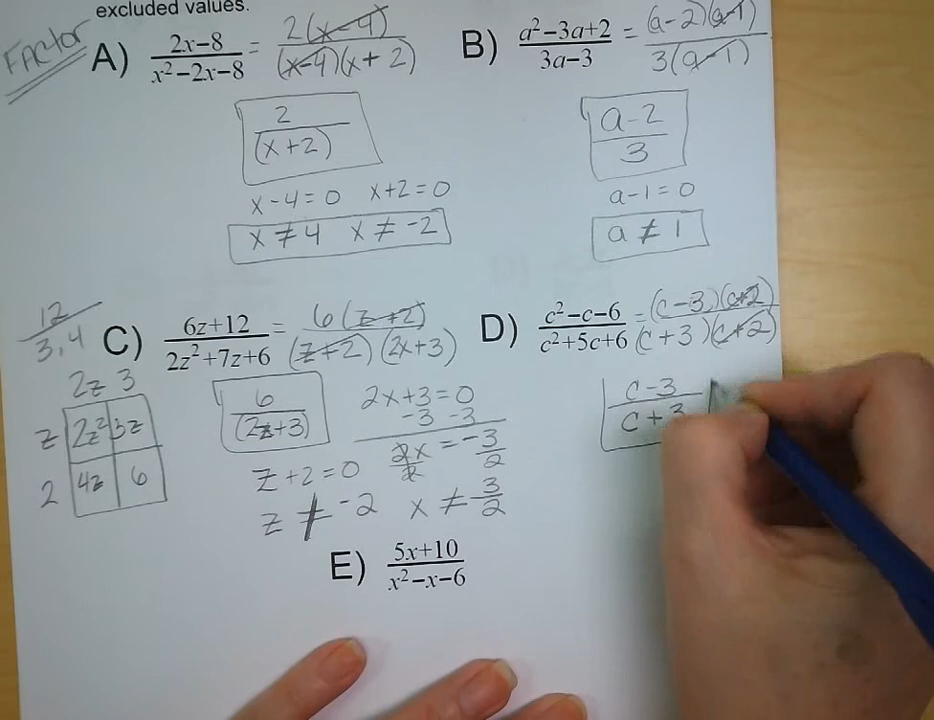 excluded values.
FACTOR
A) 2x-8 / x²-2x-8 = 2(x-4) / (x-4)(x+2)
2 / (x+2)
x-4=0 x+2=0
x≠4 x≠-2
B) a²-3a+2 / 3a-3 = (a-2)(a-1) / 3(a-1)
a-2 / 3
a-1=0
a≠1
12
3,4
2z 3
z 2z² 3z
2 4z 6
C) 6z+12 / 2z²+7z+6 = 6(z+2) / (z+2)(2x+3)
6 / (2z+3)
2x+3=0
-3 -3
2x / 2 = -3 / 2
z+2=0
z≠-2 x≠-3/2
D) c²-c-6 / c²+5c+6 = (c-3)(c+2) / (c+3)(c+2)
c-3 / c+3
E) 5x+10 / x²-x-6